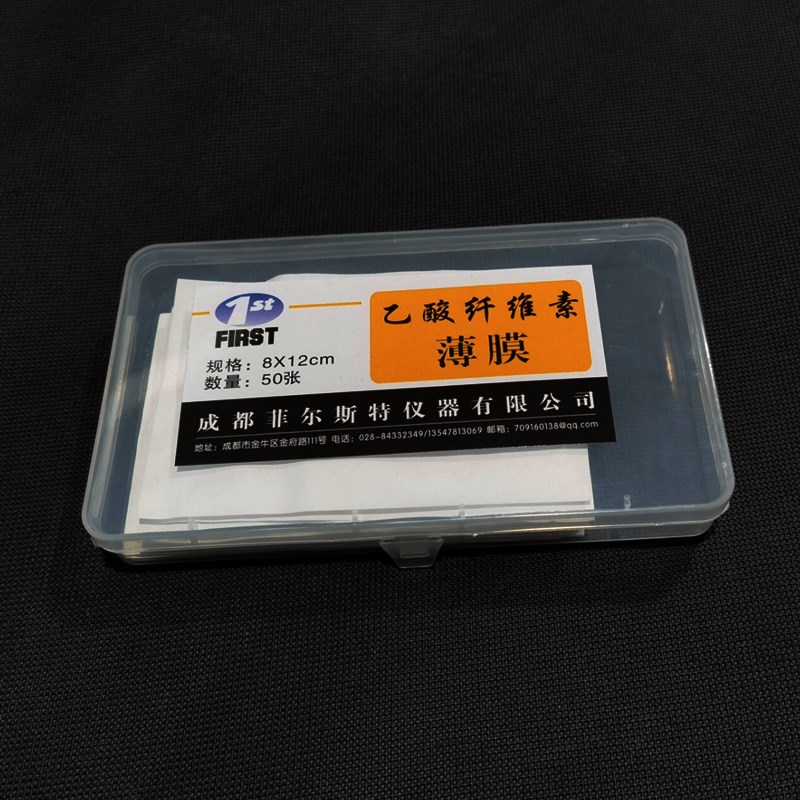 1st
FIRST
规格：8X12cm
数量：50张
乙酸纤维素
薄膜
成都菲尔斯特仪器有限公司
地址：成都市金牛区金府路111号 电话：028-84332349/13547813069 邮箱：709160138@qq.com